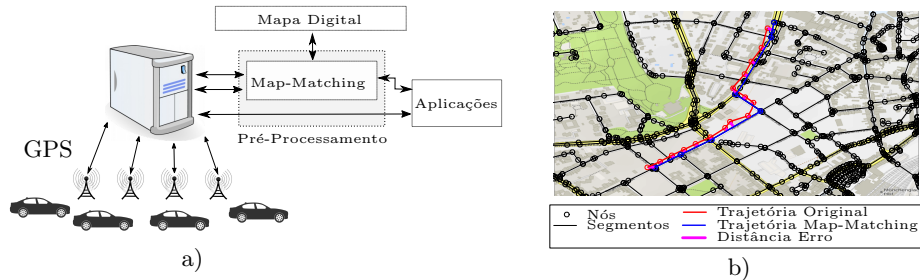 Mapa Digital
Map-Matching
Aplicações
Pré-Processamento
GPS
a)
Nós
Segmentos
Trajetória Original
Trajetória Map-Matching
Distância Erro
b)